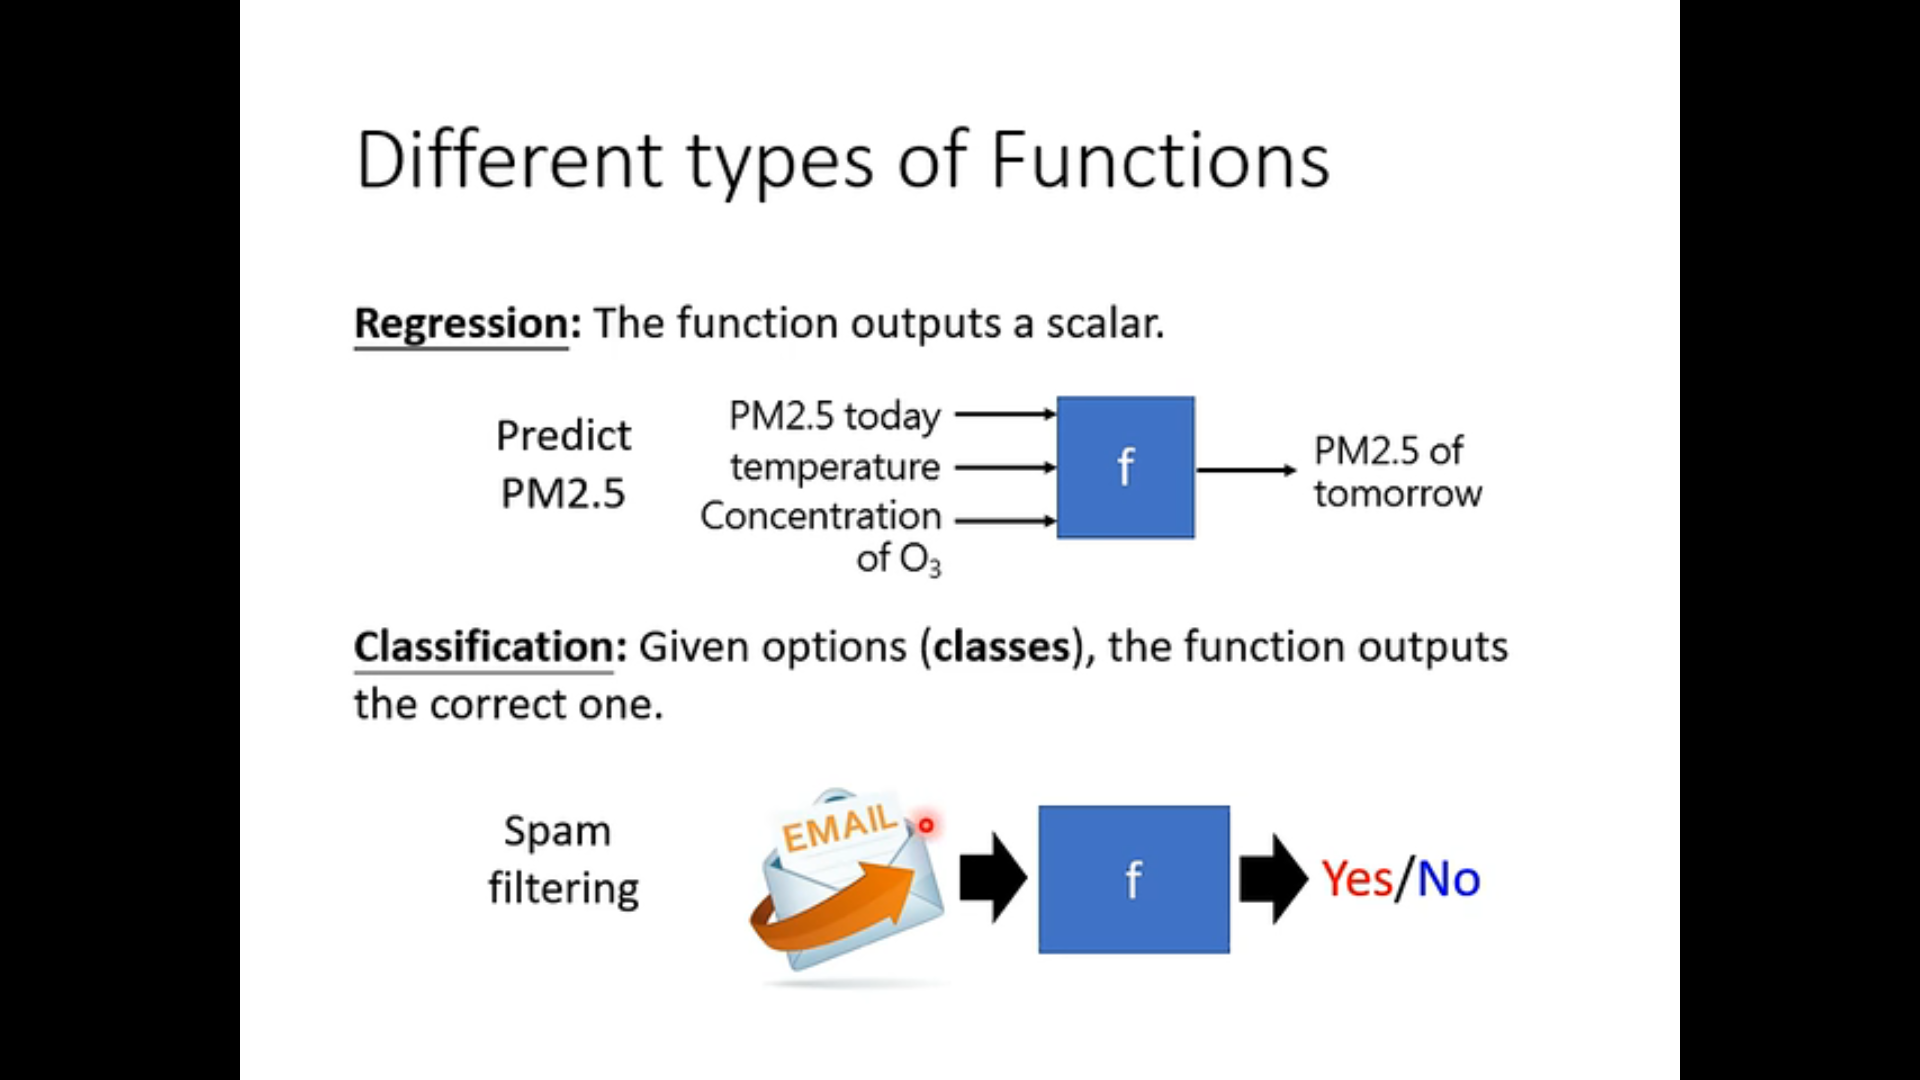 Different types of Functions
Regression: The function outputs a scalar.
Predict
PM2.5
PM2.5 today
temperature
Concentration
of O₃
f
PM2.5 of
tomorrow
Classification: Given options (classes), the function outputs
the correct one.
Spam
filtering
EMAIL
f
Yes/No